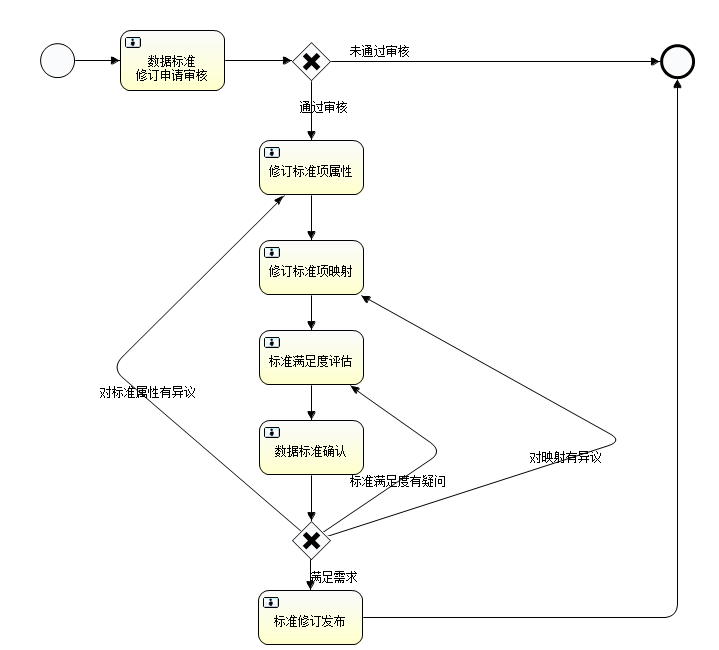 数据标准
修订申请审核
未通过审核
通过审核
修订标准项属性
修订标准项映射
标准满足度评估
对标准属性有异议
数据标准确认
对映射有异议
标准满足度有疑问
满足需求
标准修订发布